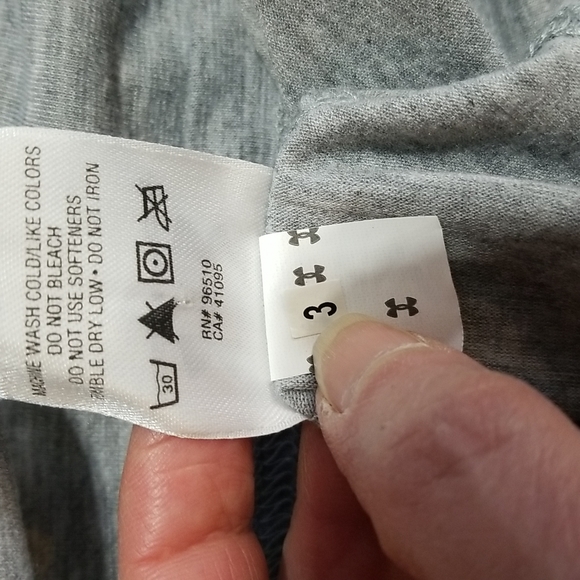 MACHINE WASH COLD/LIKE COLORS
DO NOT BLEACH
DO NOT USE SOFTENERS
TUMBLE DRY LOW • DO NOT IRON
30
RN# 96510
CA# 41095
3